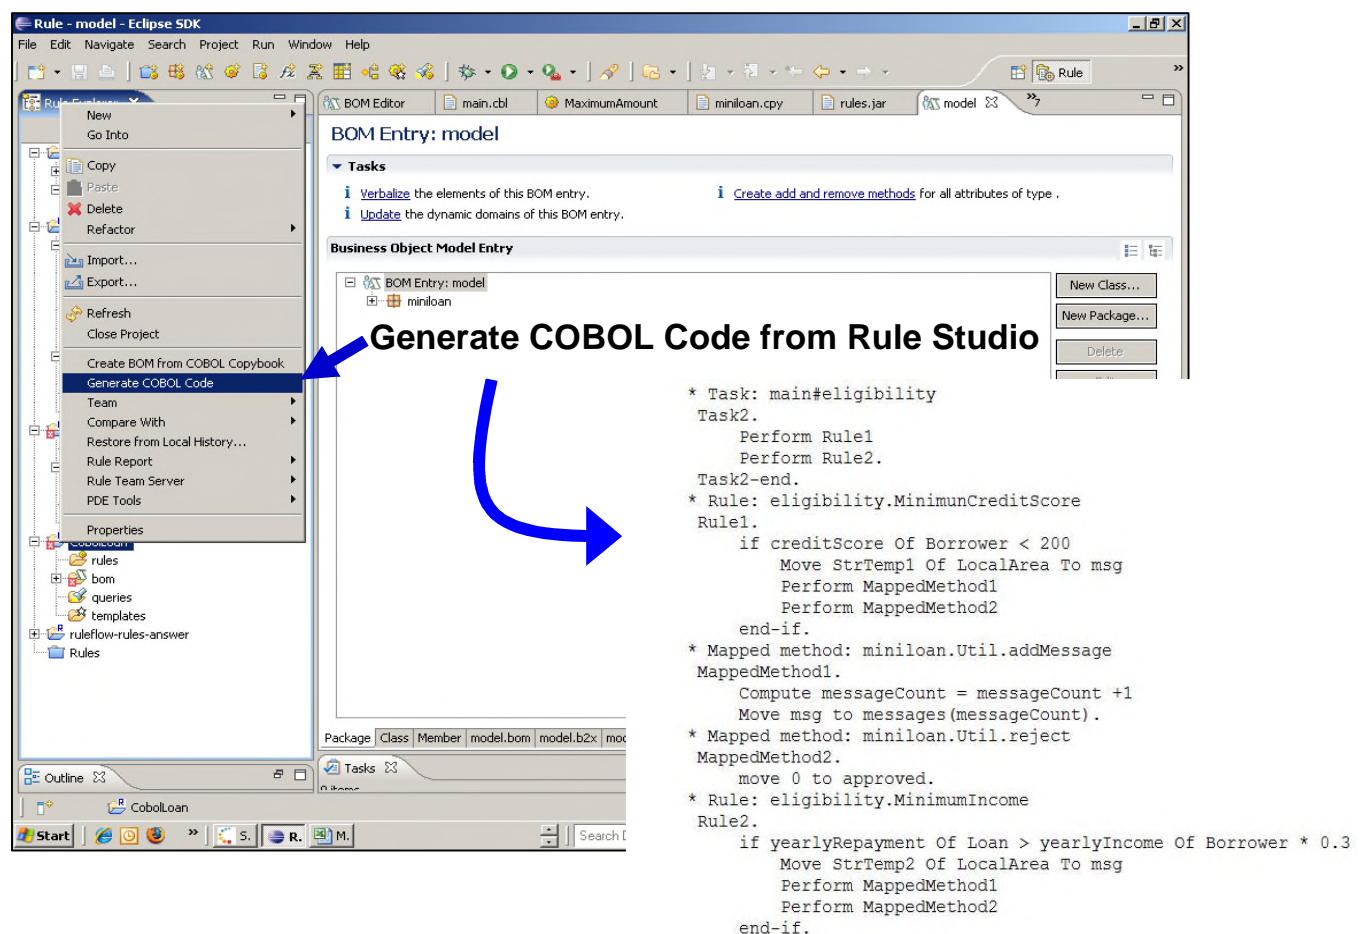 Rule - model - Eclipse SDK
File Edit Navigate Search Project Run Window Help
Rule
»
Rule Explorer
BOM Editor main.cbl MaximumAmount miniloan.cpy rules.jar model »7
New
Go Into
Copy
Paste
Delete
Refactor
Import...
Export...
Refresh
Close Project
Create BOM from COBOL Copybook
Generate COBOL Code
Team
Compare With
Restore from Local History...
Rule Report
Rule Team Server
PDE Tools
Properties
CobolLoan
rules
bom
queries
templates
ruleflow-rules-answer
Rules
BOM Entry: model
Tasks
Verbalize the elements of this BOM entry.
Create add and remove methods for all attributes of type .
Update the dynamic domains of this BOM entry.
Business Object Model Entry
BOM Entry: model
miniloan
New Class...
New Package...
Delete
Generate COBOL Code from Rule Studio
* Task: main#eligibility
Task2.
Perform Rule1
Perform Rule2.
Task2-end.
* Rule: eligibility.MinimunCreditScore
Rule1.
if creditScore Of Borrower < 200
Move StrTemp1 Of LocalArea To msg
Perform MappedMethod1
Perform MappedMethod2
end-if.
* Mapped method: miniloan.Util.addMessage
MappedMethod1.
Compute messageCount = messageCount +1
Move msg to messages(messageCount).
* Mapped method: miniloan.Util.reject
MappedMethod2.
move 0 to approved.
* Rule: eligibility.MinimumIncome
Rule2.
if yearlyRepayment Of Loan > yearlyIncome Of Borrower * 0.3
Move StrTemp2 Of LocalArea To msg
Perform MappedMethod1
Perform MappedMethod2
end-if.
Package Class Member model.bom model.b2x
Tasks
Outline
CobolLoan
Start » S. R. M. Search